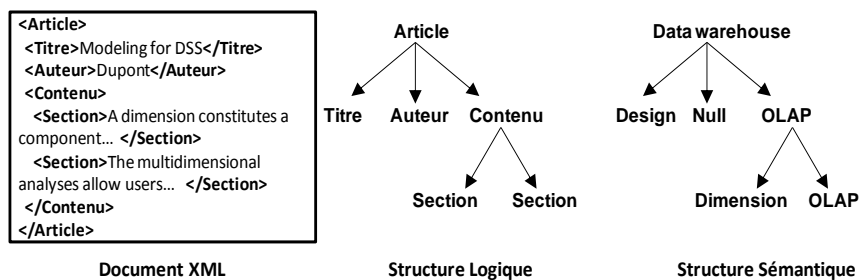 <Article>
<Titre>Modeling for DSS</Titre>
<Auteur>Dupont</Auteur>
<Contenu>
<Section>A dimension constitutes a
component... </Section>
<Section>The multidimensional
analyses allow users... </Section>
</Contenu>
</Article>
Document XML
Article
Titre Auteur Contenu
Section Section
Structure Logique
Data warehouse
Design Null OLAP
Dimension OLAP
Structure Sémantique